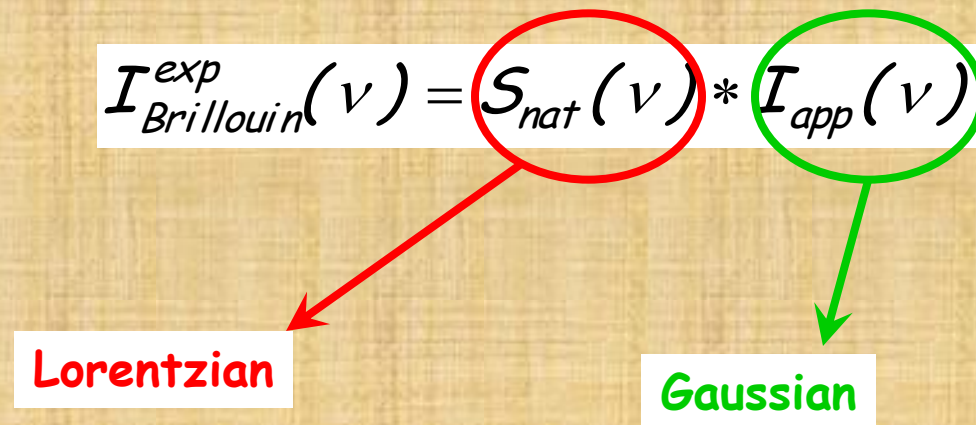 I^{exp}_{Brillouin}(ν) = S_{nat}(ν) * I_{app}(ν)
Lorentzian
Gaussian